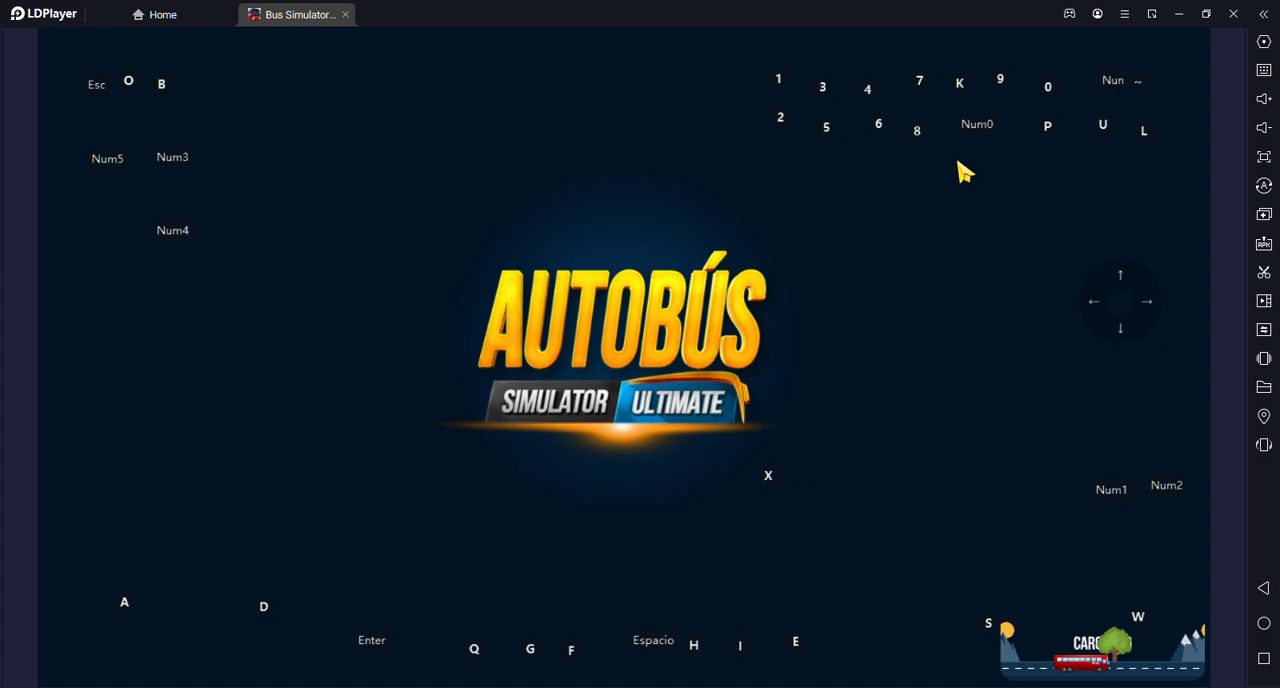 LDPlayer
Home
Bus Simulator...
Esc O B
1 3 4 7 K 9 0 Nun ~
2 5 6 8 Num0 P U L
Num5 Num3
Num4
AUTOBÚS
SIMULATOR ULTIMATE
X
Num1 Num2
A D
Enter Q G F Espacio H I E
S W